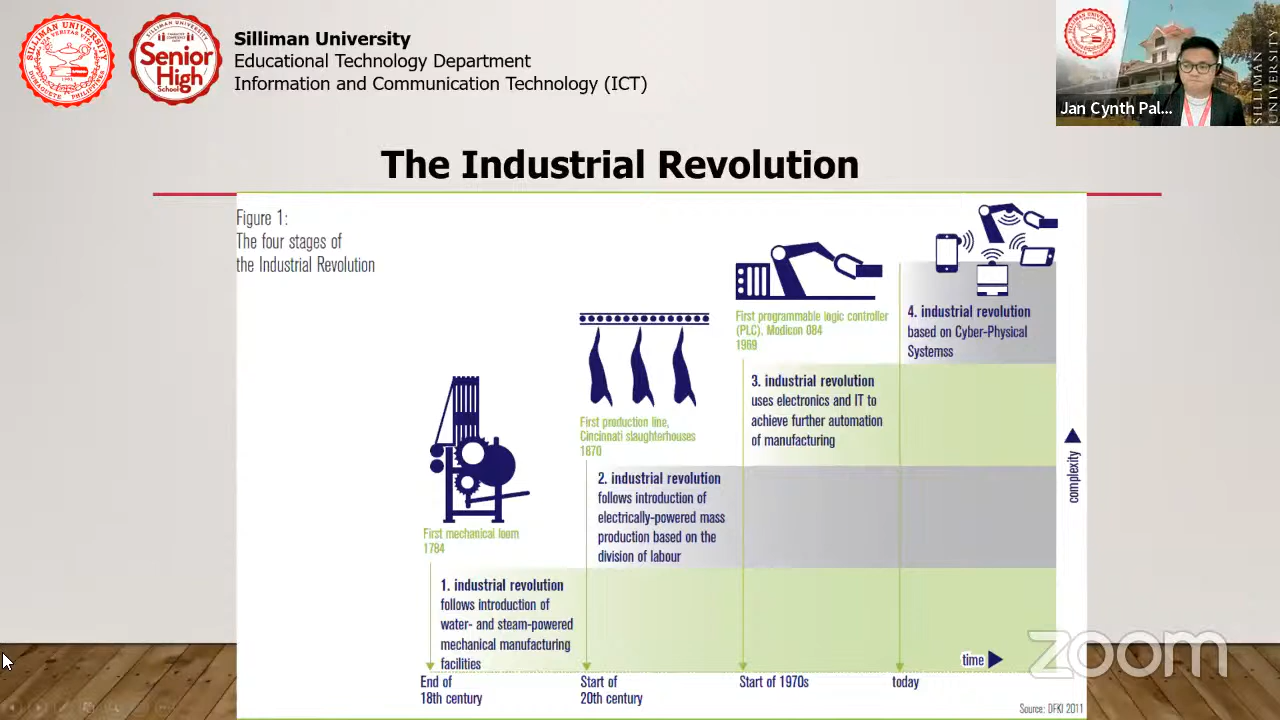 Silliman University
Educational Technology Department
Information and Communication Technology (ICT)
Senior
High
School
SILLIMAN
UNIVERSITY
Jan Cynth Pal...
The Industrial Revolution
Figure 1:
The four stages of
the Industrial Revolution
First programmable logic controller
(PLC), Modicon 084
1969
4. industrial revolution
based on Cyber-Physical
Systemss
3. industrial revolution
uses electronics and IT to
achieve further automation
of manufacturing
First production line,
Cincinnati slaughterhouses
1870
2. industrial revolution
follows introduction of
electrically-powered mass
production based on the
division of labour
First mechanical loom
1784
1. industrial revolution
follows introduction of
water- and steam-powered
mechanical manufacturing
facilities
complexity
time
End of
18th century
Start of
20th century
Start of 1970s
today
Source: DFKI 2011
zoom